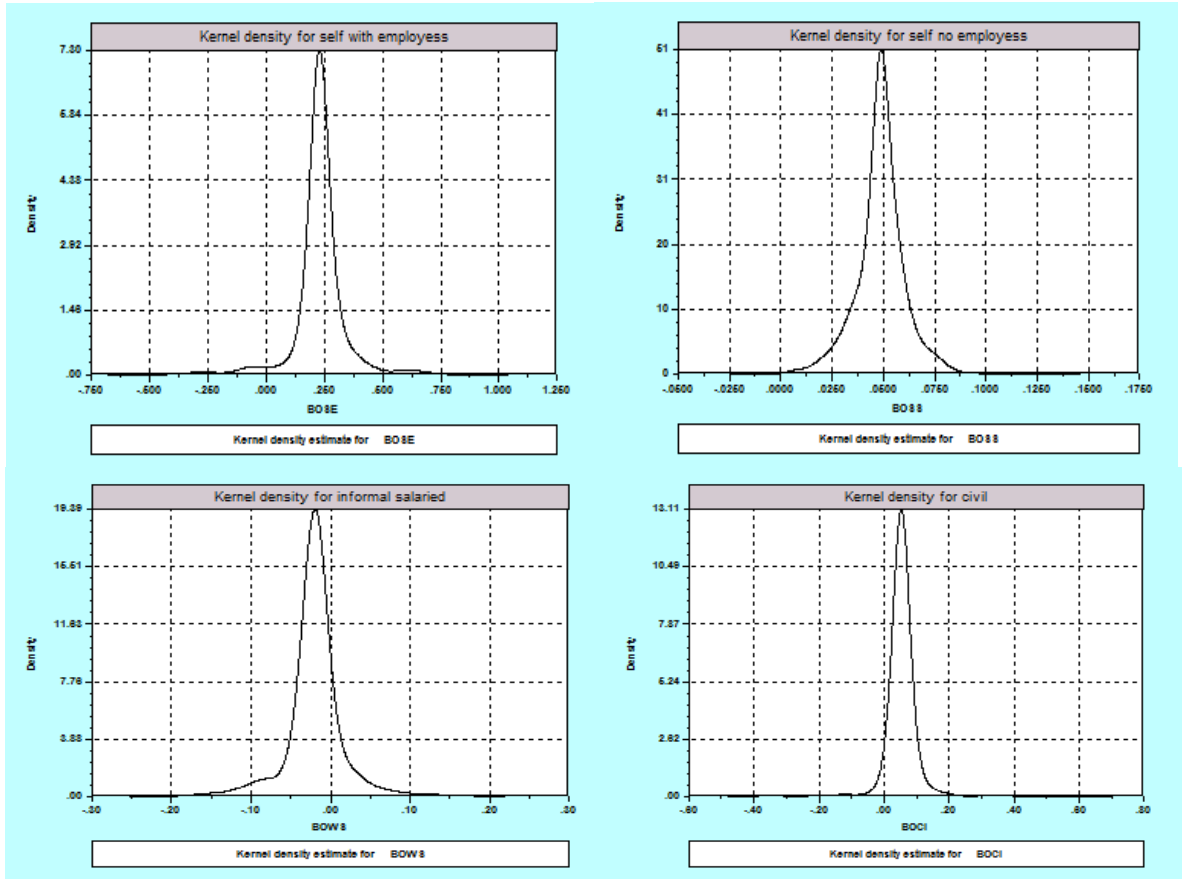 Kernel density for self with employess
7.30
5.84
4.38
2.92
1.46
.00
Density
-.750 -.500 -.250 .000 .250 .500 .750 1.000 1.250
BOSE
Kernel density estimate for BOSE
Kernel density for self no employess
51
41
31
20
10
0
Density
-.0500 -.0250 .0000 .0250 .0500 .0750 .1000 .1250 .1500 .1750
BOSS
Kernel density estimate for BOSS
Kernel density for informal salaried
19.39
15.51
11.63
7.76
3.88
.00
Density
-.30 -.20 -.10 .00 .10 .20 .30
BOWS
Kernel density estimate for BOWS
Kernel density for civil
13.11
10.49
7.87
5.24
2.62
.00
Density
-.60 -.40 -.20 .00 .20 .40 .60 .80
BOCI
Kernel density estimate for BOCI